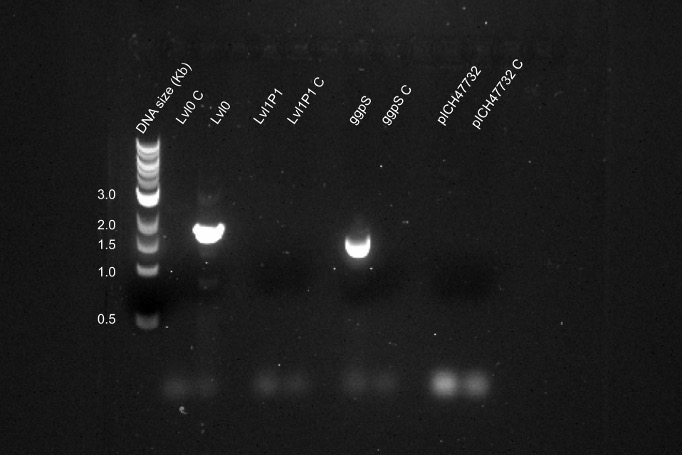 DNA size (Kb)
Lvl0 C
Lvl0
Lvl1P1
Lvl1P1 C
ggpS
ggpS C
pICH47732
pICH47732 C
3.0
2.0
1.5
1.0
0.5